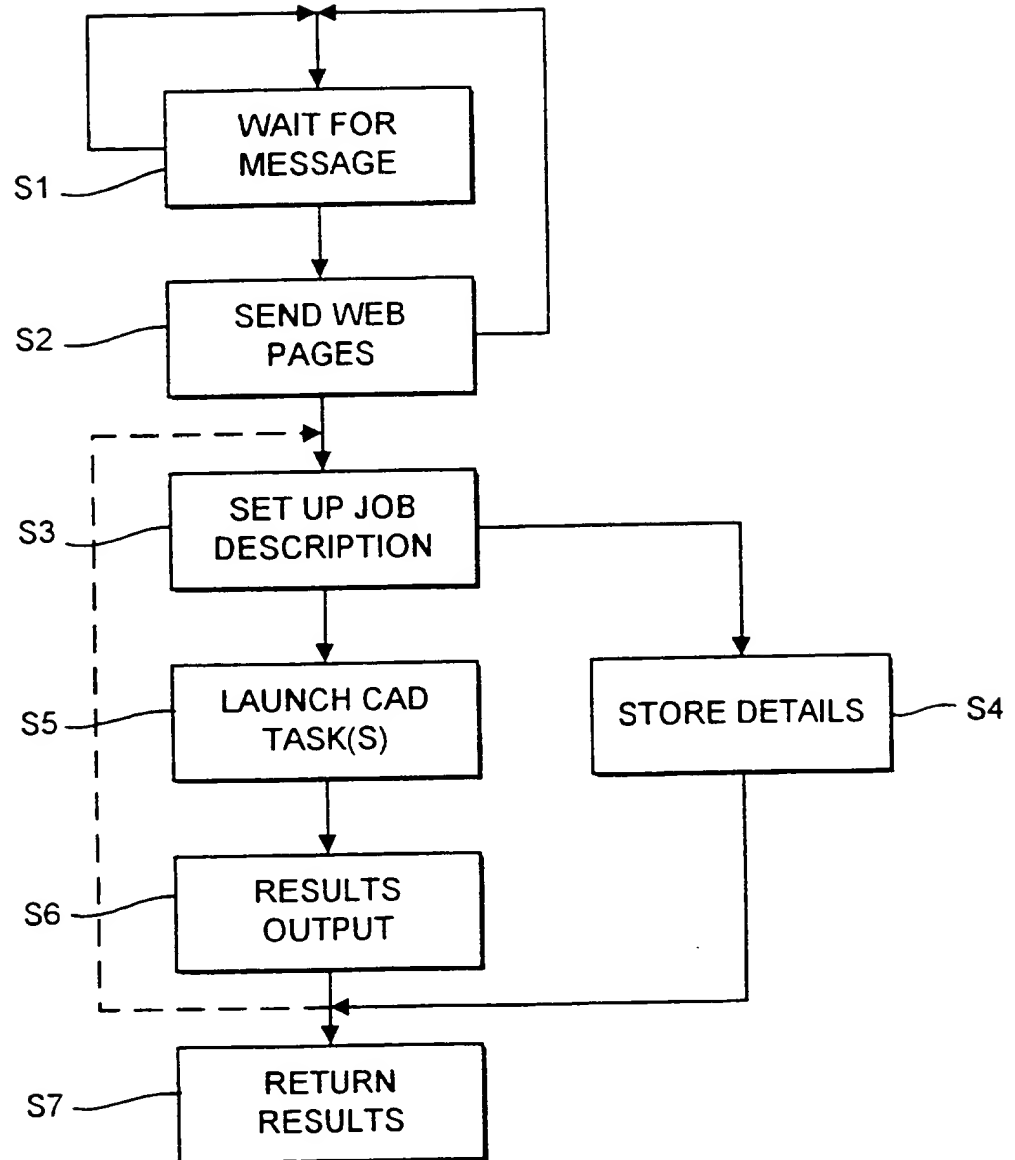 WAIT FOR
MESSAGE
S1
SEND WEB
PAGES
S2
SET UP JOB
DESCRIPTION
S3
LAUNCH CAD
TASK(S)
S5
STORE DETAILS
S4
RESULTS
OUTPUT
S6
RETURN
RESULTS
S7